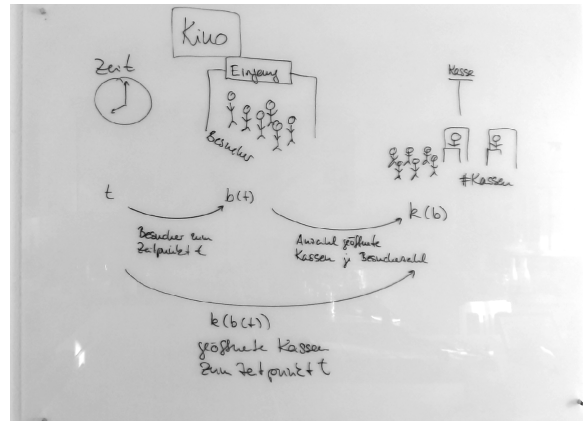 Kino
Zeit
Eingang
Kasse
Besucher
#Kassen
t
b(t)
k(b)
Besucher zum
Zeitpunkt t
Anzahl geöffnete
Kassen je Besucherzahl
k(b(t))
geöffnete Kassen
zum Zeitpunkt t